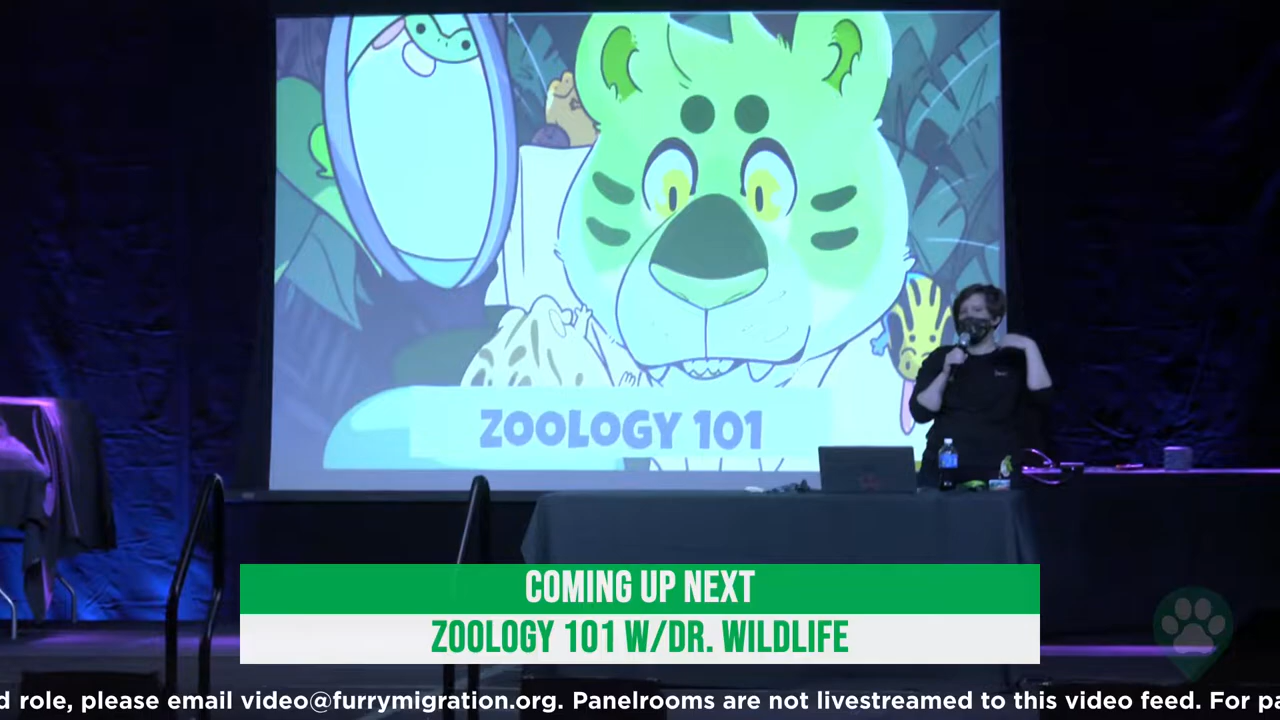 ZOOLOGY 101
COMING UP NEXT
ZOOLOGY 101 W/DR. WILDLIFE
d role, please email video@furrymigration.org. Panelrooms are not livestreamed to this video feed. For pa